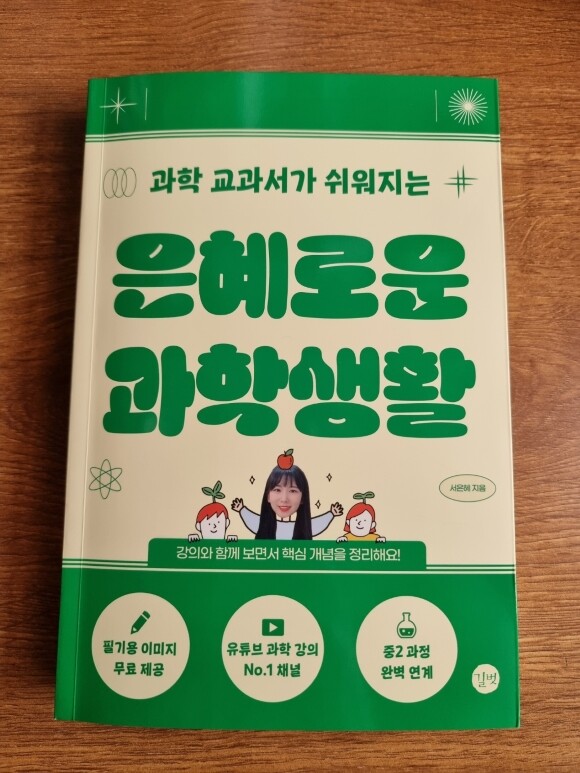 과학 교과서가 쉬워지는
은혜로운
과학생활
서은혜 지음
강의와 함께 보면서 핵심 개념을 정리해요!
필기용 이미지
무료 제공
유튜브 과학 강의
No.1 채널
중2 과정
완벽 연계
길벗